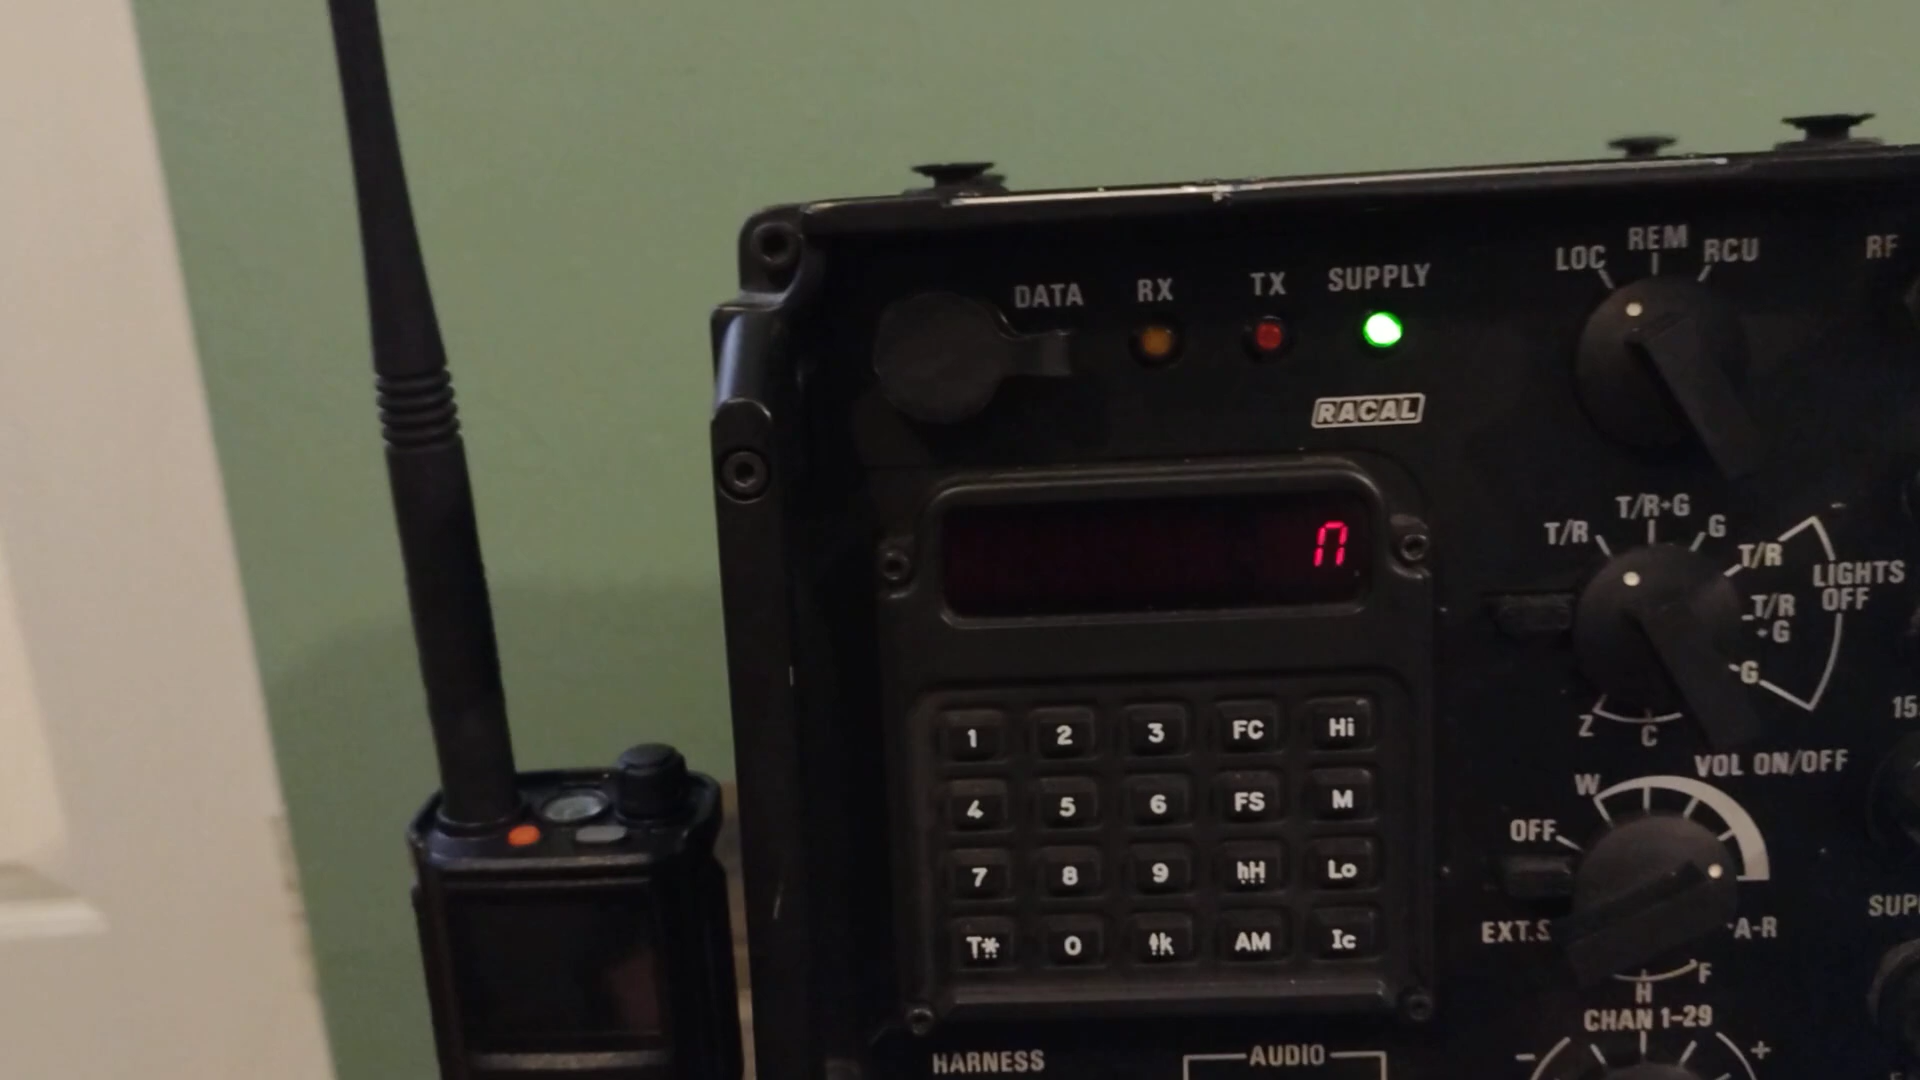 DATA RX TX SUPPLY
RACAL
LOC REM RCU
RF
T/R T/R+G G
T/R
T/R
+G
G
LIGHTS
OFF
Z C
1 2 3 FC Hi
4 5 6 FS M
7 8 9 hH Lo
T* 0 k AM Ic
15
VOL ON/OFF
W
OFF
EXT.S
A-R
F
H
CHAN 1-29
- +
HARNESS
AUDIO